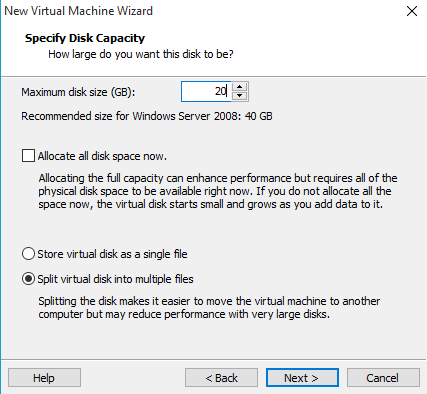 New Virtual Machine Wizard
Specify Disk Capacity
How large do you want this disk to be?
Maximum disk size (GB): 20
Recommended size for Windows Server 2008: 40 GB
Allocate all disk space now.
Allocating the full capacity can enhance performance but requires all of the
physical disk space to be available right now. If you do not allocate all the
space now, the virtual disk starts small and grows as you add data to it.
Store virtual disk as a single file
Split virtual disk into multiple files
Splitting the disk makes it easier to move the virtual machine to another
computer but may reduce performance with very large disks.
Help < Back Next > Cancel